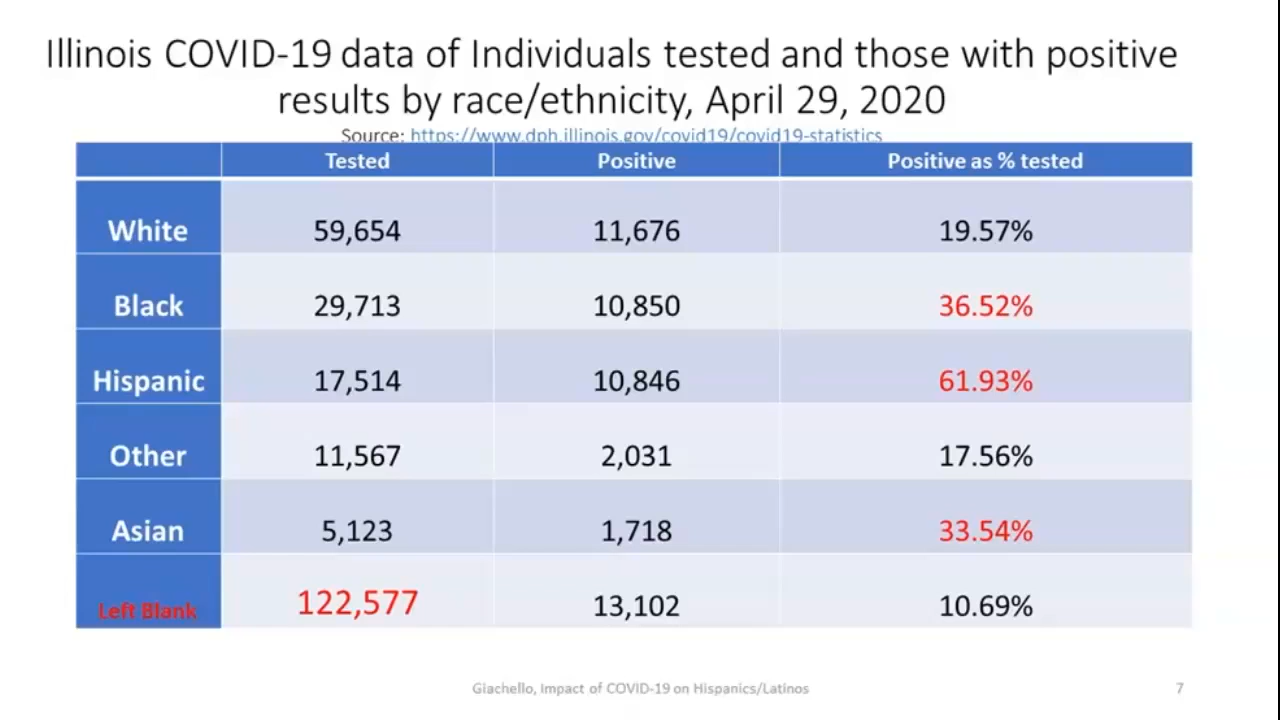 Illinois COVID-19 data of Individuals tested and those with positive
results by race/ethnicity, April 29, 2020
Source: https://www.dph.illinois.gov/covid19/covid19-statistics
Tested Positive Positive as % tested
White 59,654 11,676 19.57%
Black 29,713 10,850 36.52%
Hispanic 17,514 10,846 61.93%
Other 11,567 2,031 17.56%
Asian 5,123 1,718 33.54%
Left Blank 122,577 13,102 10.69%
Giachello, Impact of COVID-19 on Hispanics/Latinos 7